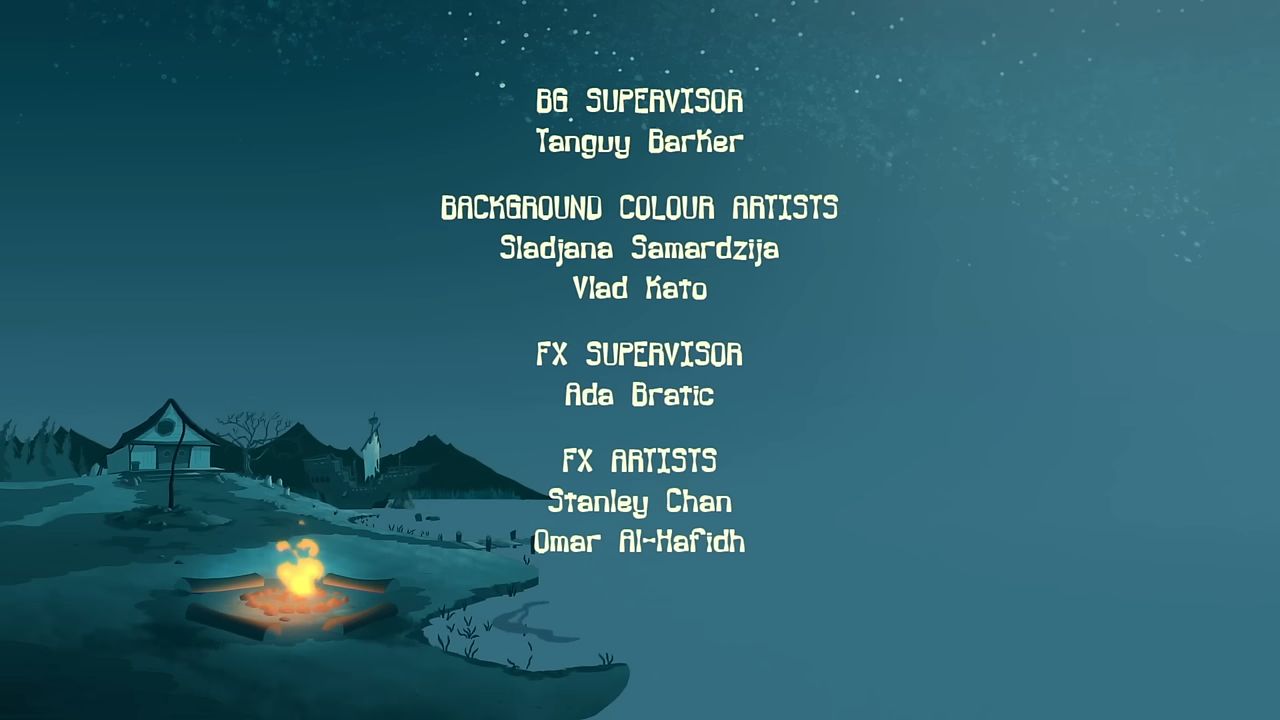 BG SUPERVISOR
Tanguy Barker
BACKGROUND COLOUR ARTISTS
Sladjana Samardzija
Vlad Kato
FX SUPERVISOR
Ada Bratic
FX ARTISTS
Stanley Chan
Omar Al-Hafidh